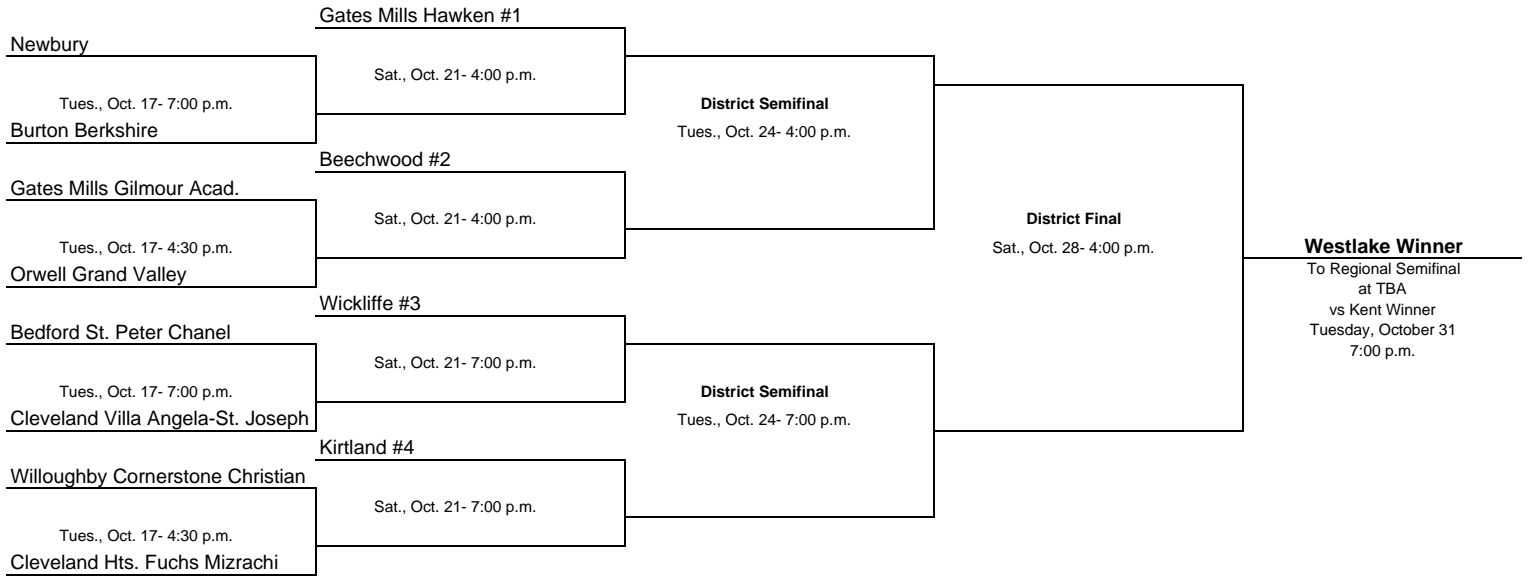 Gates Mills Hawken #1
Newbury
Sat., Oct. 21- 4:00 p.m.
Tues., Oct. 17- 7:00 p.m.
District Semifinal
Burton Berkshire
Tues., Oct. 24- 4:00 p.m.
Beechwood #2
Gates Mills Gilmour Acad.
Sat., Oct. 21- 4:00 p.m.
District Final
Tues., Oct. 17- 4:30 p.m.
Sat., Oct. 28- 4:00 p.m.
Westlake Winner
Orwell Grand Valley
To Regional Semifinal
at TBA
Wickliffe #3
vs Kent Winner
Bedford St. Peter Chanel
Tuesday, October 31
7:00 p.m.
Sat., Oct. 21- 7:00 p.m.
Tues., Oct. 17- 7:00 p.m.
District Semifinal
Cleveland Villa Angela-St. Joseph
Tues., Oct. 24- 7:00 p.m.
Kirtland #4
Willoughby Cornerstone Christian
Sat., Oct. 21- 7:00 p.m.
Tues., Oct. 17- 4:30 p.m.
Cleveland Hts. Fuchs Mizrachi